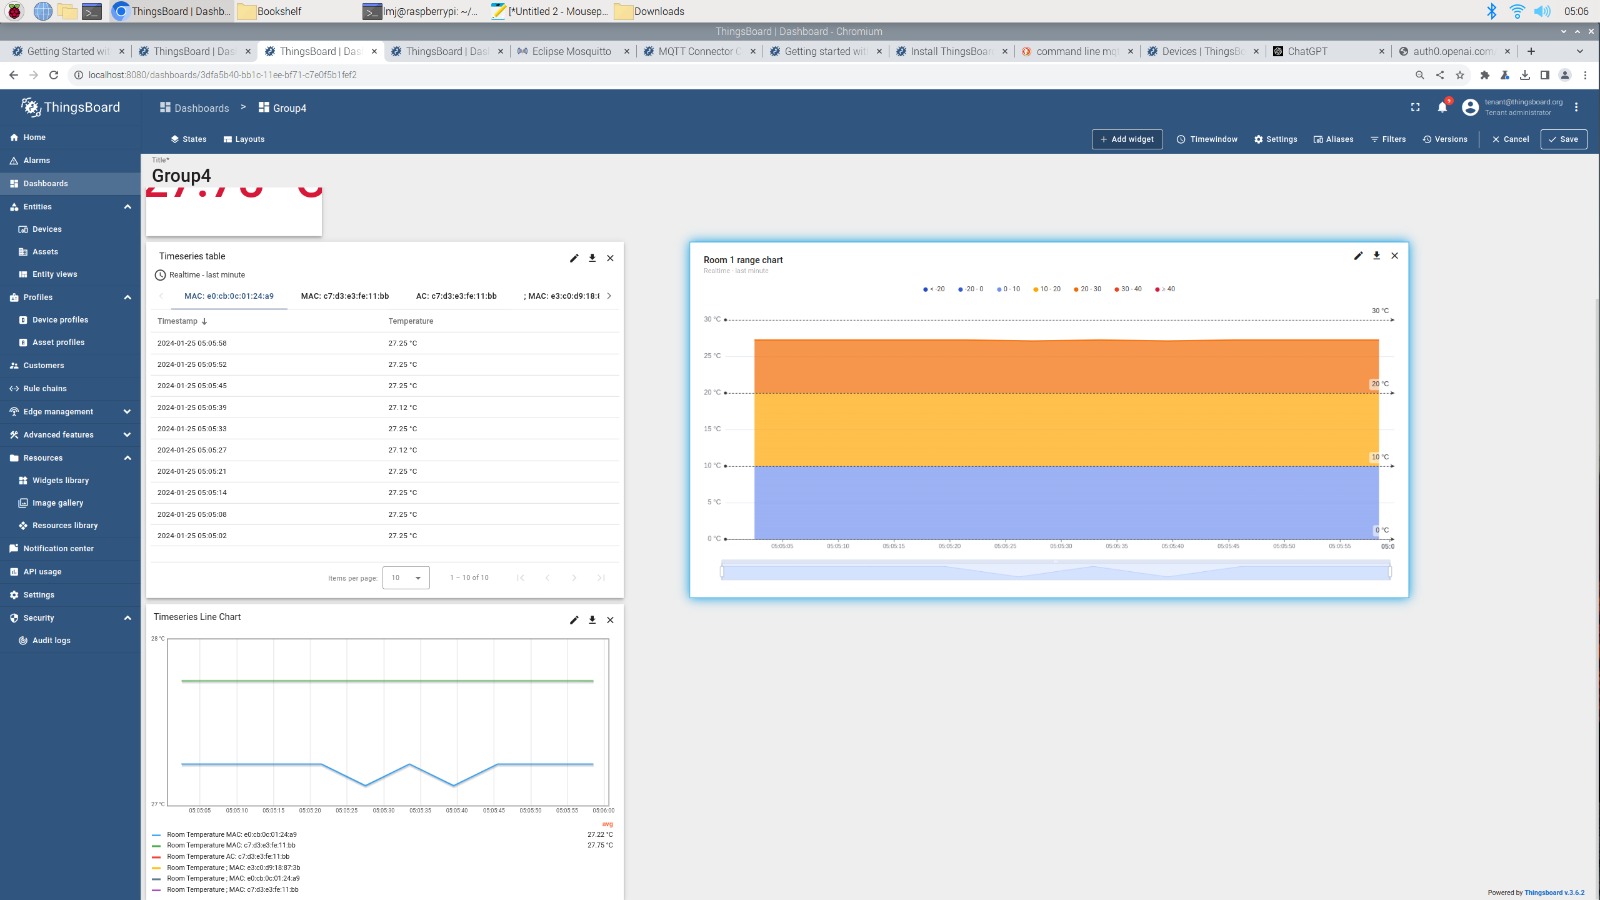 ThingsBoard | Dashb...
Bookshelf
lmj@raspberrypi: ~/...
[*Untitled 2 - Mousep...
Downloads
05:06
ThingsBoard | Dashboard - Chromium
Getting Started wit
ThingsBoard | Das
ThingsBoard | Das
ThingsBoard | Das
Eclipse Mosquitto
MQTT Connector C
Getting started with
Install ThingsBoar
command line mq
Devices | ThingsBo
ChatGPT
auth0.openai.com
localhost:8080/dashboards/3dfa5b40-bb1c-11ee-bf71-c7e0f5b1fef2
ThingsBoard
Dashboards > Group4
tenant@thingsboard.org
Tenant administrator
States
Layouts
+ Add widget
Timewindow
Settings
Aliases
Filters
Versions
Cancel
Save
Home
Alarms
Dashboards
Entities
Devices
Assets
Entity views
Profiles
Device profiles
Asset profiles
Customers
Rule chains
Edge management
Advanced features
Resources
Widgets library
Image gallery
Resources library
Notification center
API usage
Settings
Security
Audit logs
Title*
Group4
Timeseries table
Realtime - last minute
MAC: e0:cb:0c:01:24:a9
MAC: c7:d3:e3:fe:11:bb
AC: c7:d3:e3:fe:11:bb
; MAC: e3:c0:d9:18:
Timestamp Temperature
2024-01-25 05:05:58 27.25 °C
2024-01-25 05:05:52 27.25 °C
2024-01-25 05:05:45 27.25 °C
2024-01-25 05:05:39 27.12 °C
2024-01-25 05:05:33 27.25 °C
2024-01-25 05:05:27 27.12 °C
2024-01-25 05:05:21 27.25 °C
2024-01-25 05:05:14 27.25 °C
2024-01-25 05:05:08 27.25 °C
2024-01-25 05:05:02 27.25 °C
Items per page: 10 1 – 10 of 10
Timeseries Line Chart
28 °C
27 °C
05:05:05 05:05:10 05:05:15 05:05:20 05:05:25 05:05:30 05:05:35 05:05:40 05:05:45 05:05:50 05:05:55 05:06:00
avg
Room Temperature MAC: e0:cb:0c:01:24:a9 27.22 °C
Room Temperature MAC: c7:d3:e3:fe:11:bb 27.75 °C
Room Temperature AC: c7:d3:e3:fe:11:bb
Room Temperature ; MAC: e3:c0:d9:18:87:3b
Room Temperature ; MAC: e0:cb:0c:01:24:a9
Room Temperature ; MAC: c7:d3:e3:fe:11:bb
Room 1 range chart
Realtime - last minute
< -20 -20 - 0 0 - 10 10 - 20 20 - 30 30 - 40 ≥ 40
30 °C
30 °C
25 °C
20 °C
20 °C
15 °C
10 °C
10 °C
5 °C
0 °C
0 °C
05:05:05 05:05:10 05:05:15 05:05:20 05:05:25 05:05:30 05:05:35 05:05:40 05:05:45 05:05:50 05:05:55 05:0
Powered by Thingsboard v.3.6.2